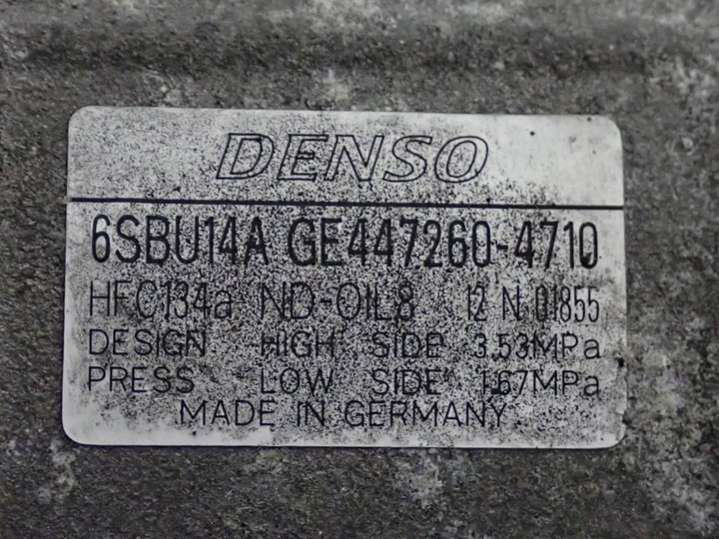 DENSO
6SBU14A GE447260-4710
HFC134a ND-OIL8 12 N 01855
DESIGN HIGH SIDE 3.53MPa
PRESS LOW SIDE 1.67MPa
MADE IN GERMANY